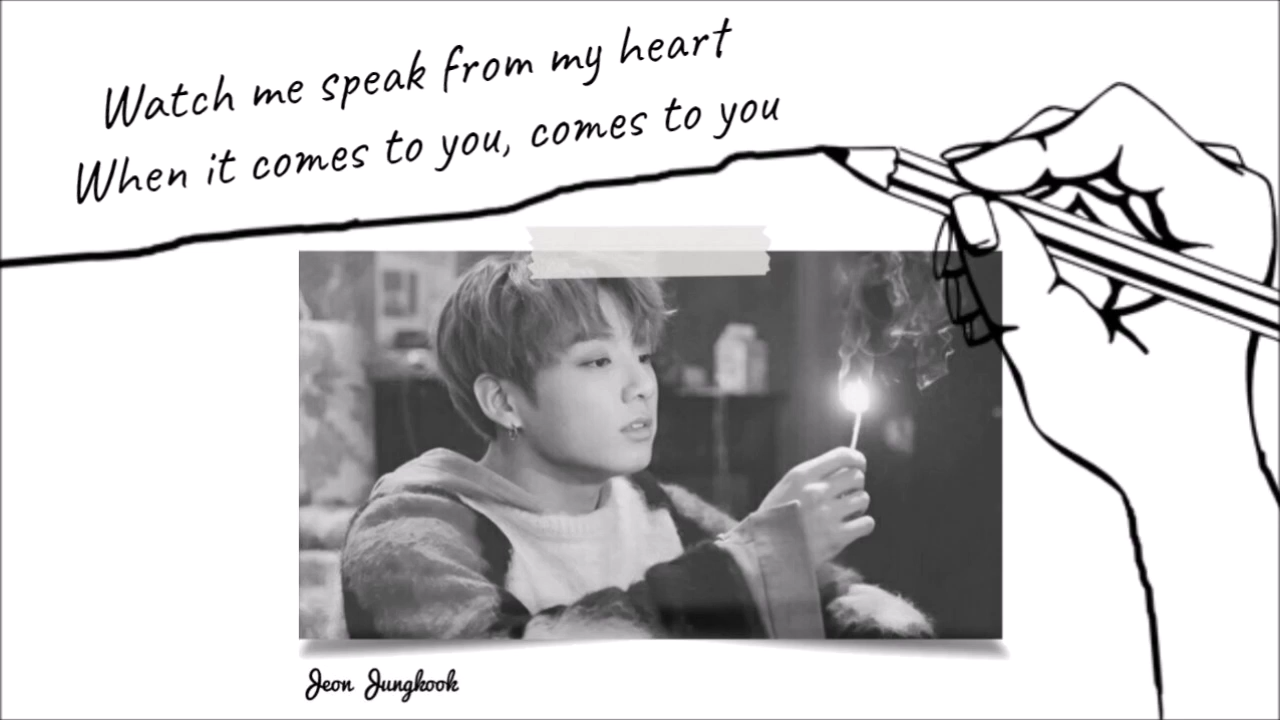 Watch me speak from my heart
When it comes to you, comes to you
Jeon Jungkook